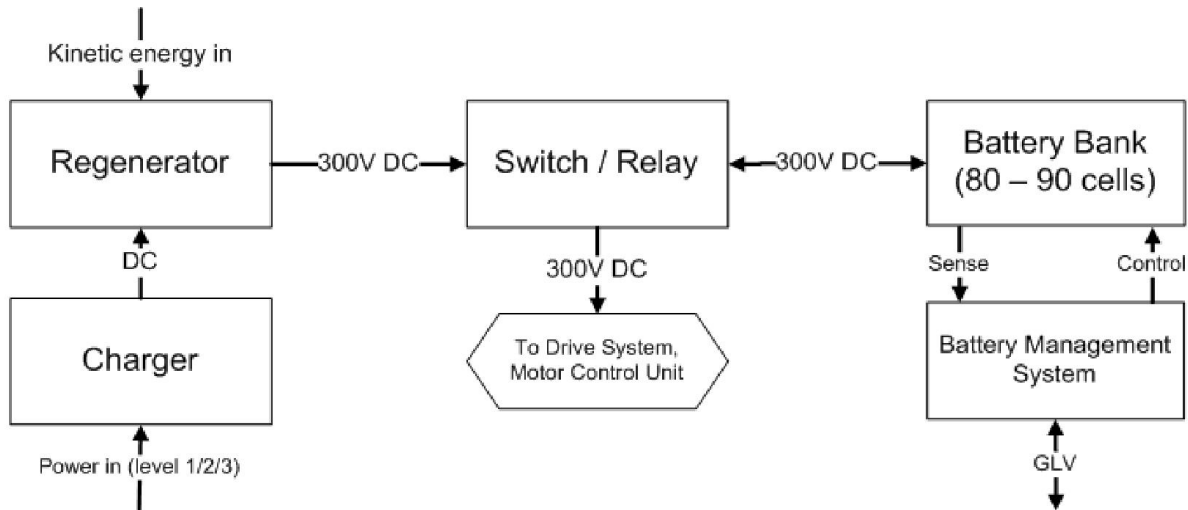 Kinetic energy in
Regenerator
300V DC
Switch / Relay
300V DC
Battery Bank
(80 – 90 cells)
DC
300V DC
Sense
Control
Charger
To Drive System,
Motor Control Unit
Battery Management
System
Power in (level 1/2/3)
GLV